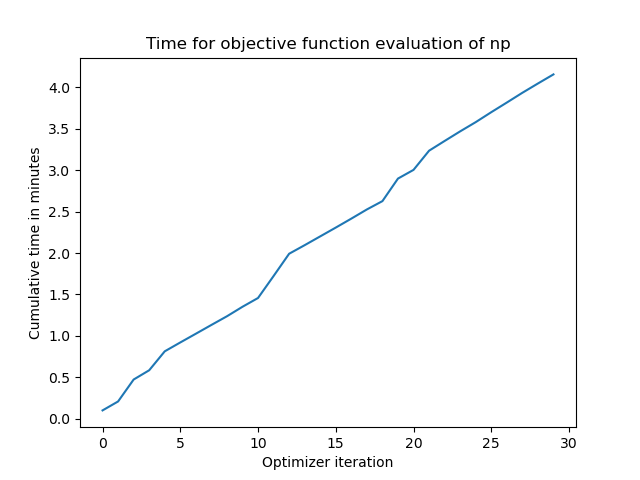 Time for objective function evaluation of np
Cumulative time in minutes
4.0
3.5
3.0
2.5
2.0
1.5
1.0
0.5
0.0
0 5 10 15 20 25 30
Optimizer iteration